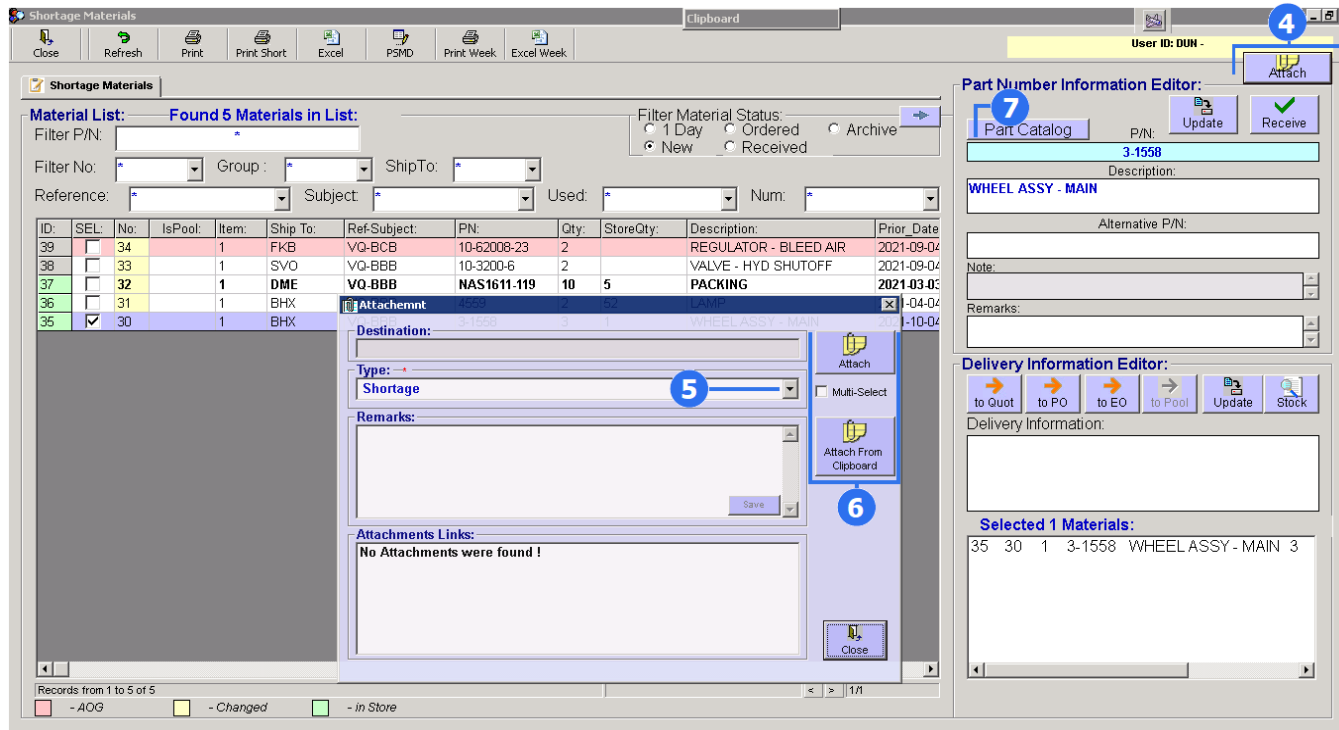 Shortage Materials
Clipboard
Close Refresh Print Print Short Excel PSMD Print Week Excel Week
User ID: DUN -
4
Attach
Shortage Materials
Material List: Found 5 Materials in List:
Filter P/N: *
Filter Material Status:
1 Day Ordered Archive
New Received
Filter No: * Group : * ShipTo: *
Reference: * Subject: * Used: * Num: *
ID: SEL: No: IsPool: Item: Ship To: Ref-Subject: PN: Qty: StoreQty: Description: Prior_Date
39 34 1 FKB VQ-BCB 10-62008-23 2 REGULATOR - BLEED AIR 2021-09-04
38 33 1 SVO VQ-BBB 10-3200-6 2 VALVE - HYD SHUTOFF 2021-09-04
37 32 1 DME VQ-BBB NAS1611-119 10 5 PACKING 2021-03-03
36 31 1 BHX 4559 2 52 LAMP 1-04-04
35 30 1 BHX VQ-BBB 3-1558 3 1 WHEEL ASSY - MAIN 2021-10-04
Attachemnt
Destination:
Type: *
Shortage
5
Remarks:
Save
Attachments Links:
No Attachments were found !
Attach
Multi-Select
Attach From
Clipboard
6
Close
Records from 1 to 5 of 5
< > 1/1
- AOG - Changed - in Store
Part Number Information Editor:
7
Part Catalog P/N: Update Receive
3-1558
Description:
WHEEL ASSY - MAIN
Alternative P/N:
Note:
Remarks:
Delivery Information Editor:
to Quot to PO to EO to Pool Update Stock
Delivery Information:
Selected 1 Materials:
35 30 1 3-1558 WHEEL ASSY - MAIN 3